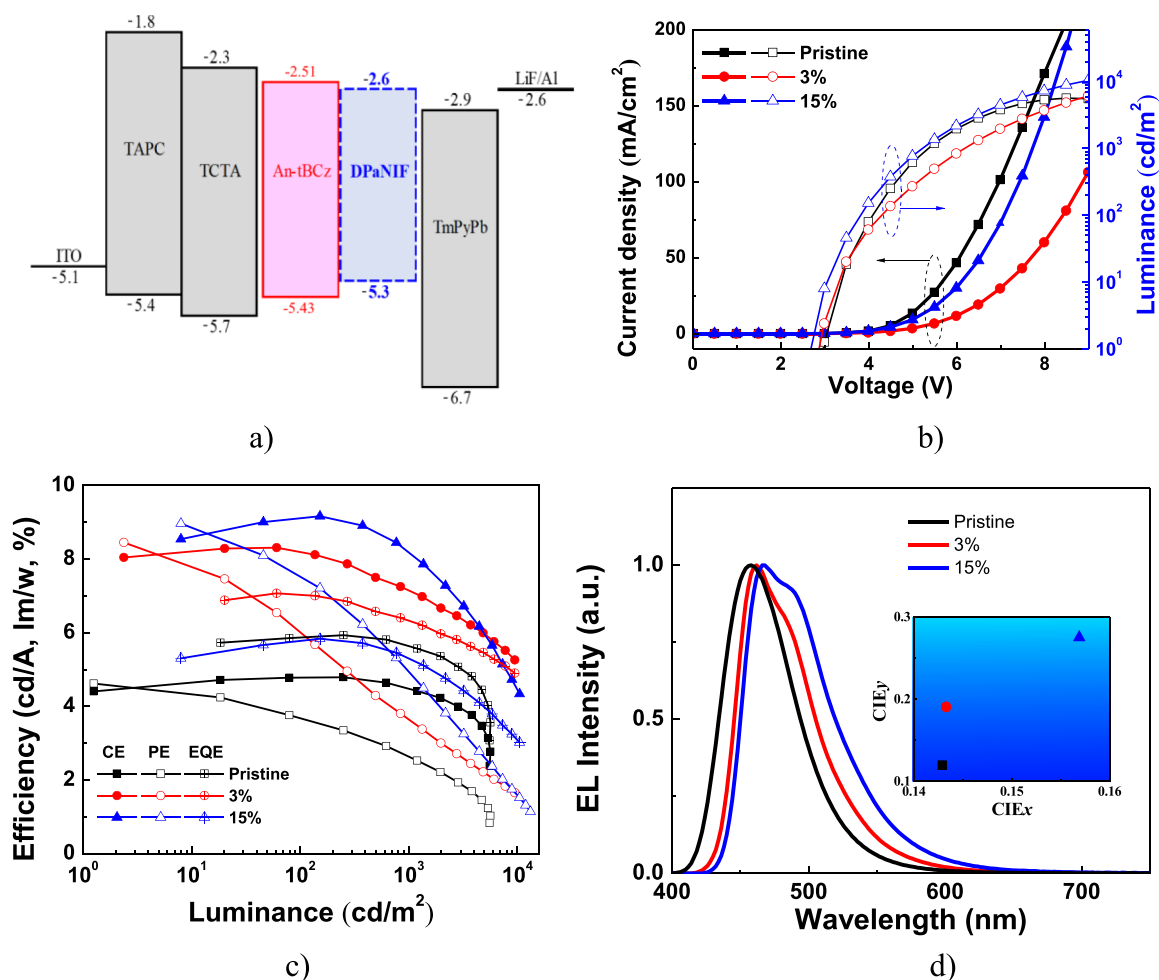 -1.8
-2.3
-2.51
-2.6
LiF/Al
-2.6
-2.9
TAPC
TCTA
An-tBCz
DPaNIF
TmPyPb
ITO
-5.1
-5.4
-5.7
-5.43
-5.3
-6.7
a)
200
150
100
50
0
Current density (mA/cm²)
Pristine
3%
15%
10⁴
10³
10²
10¹
10⁰
Luminance (cd/m²)
0 2 4 6 8
Voltage (V)
b)
10
8
6
4
2
0
Efficiency (cd/A, lm/w, %)
CE PE EQE
Pristine
3%
15%
10⁰ 10¹ 10² 10³ 10⁴
Luminance (cd/m²)
c)
1.0
0.5
0.0
EL Intensity (a.u.)
Pristine
3%
15%
0.3
0.2
0.1
CIEy
0.14 0.15 0.16
CIEx
400 500 600 700
Wavelength (nm)
d)